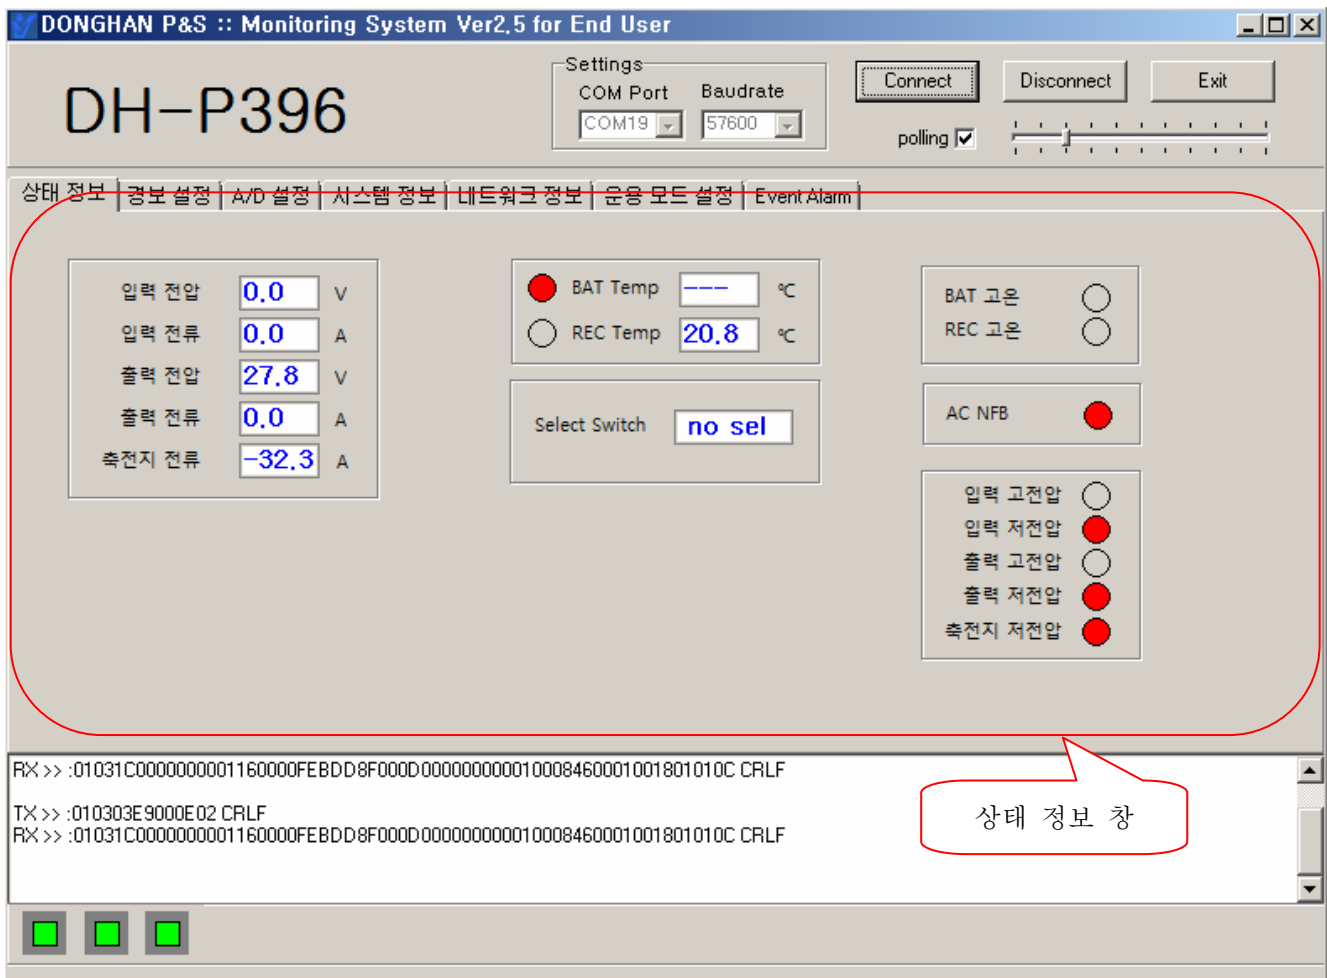 DONGHAN P&S :: Monitoring System Ver2.5 for End User
DH-P396
Settings
COM Port Baudrate
COM19 57600
Connect Disconnect Exit
polling
상태 정보 경보 설정 A/D 설정 시스템 정보 네트워크 정보 운용 모드 설정 Event Alarm
입력 전압 0.0 V
입력 전류 0.0 A
출력 전압 27.8 V
출력 전류 0.0 A
축전지 전류 -32.3 A
BAT Temp --- ℃
REC Temp 20.8 ℃
Select Switch no sel
BAT 고온
REC 고온
AC NFB
입력 고전압
입력 저전압
출력 고전압
출력 저전압
축전지 저전압
RX >> :01031C0000000001160000FEBDD8F000D0000000000100084600010018010​10C CRLF
TX >> :010303E9000E02 CRLF
RX >> :01031C0000000001160000FEBDD8F000D000000000010008460001001801010C CRLF
상태 정보 창